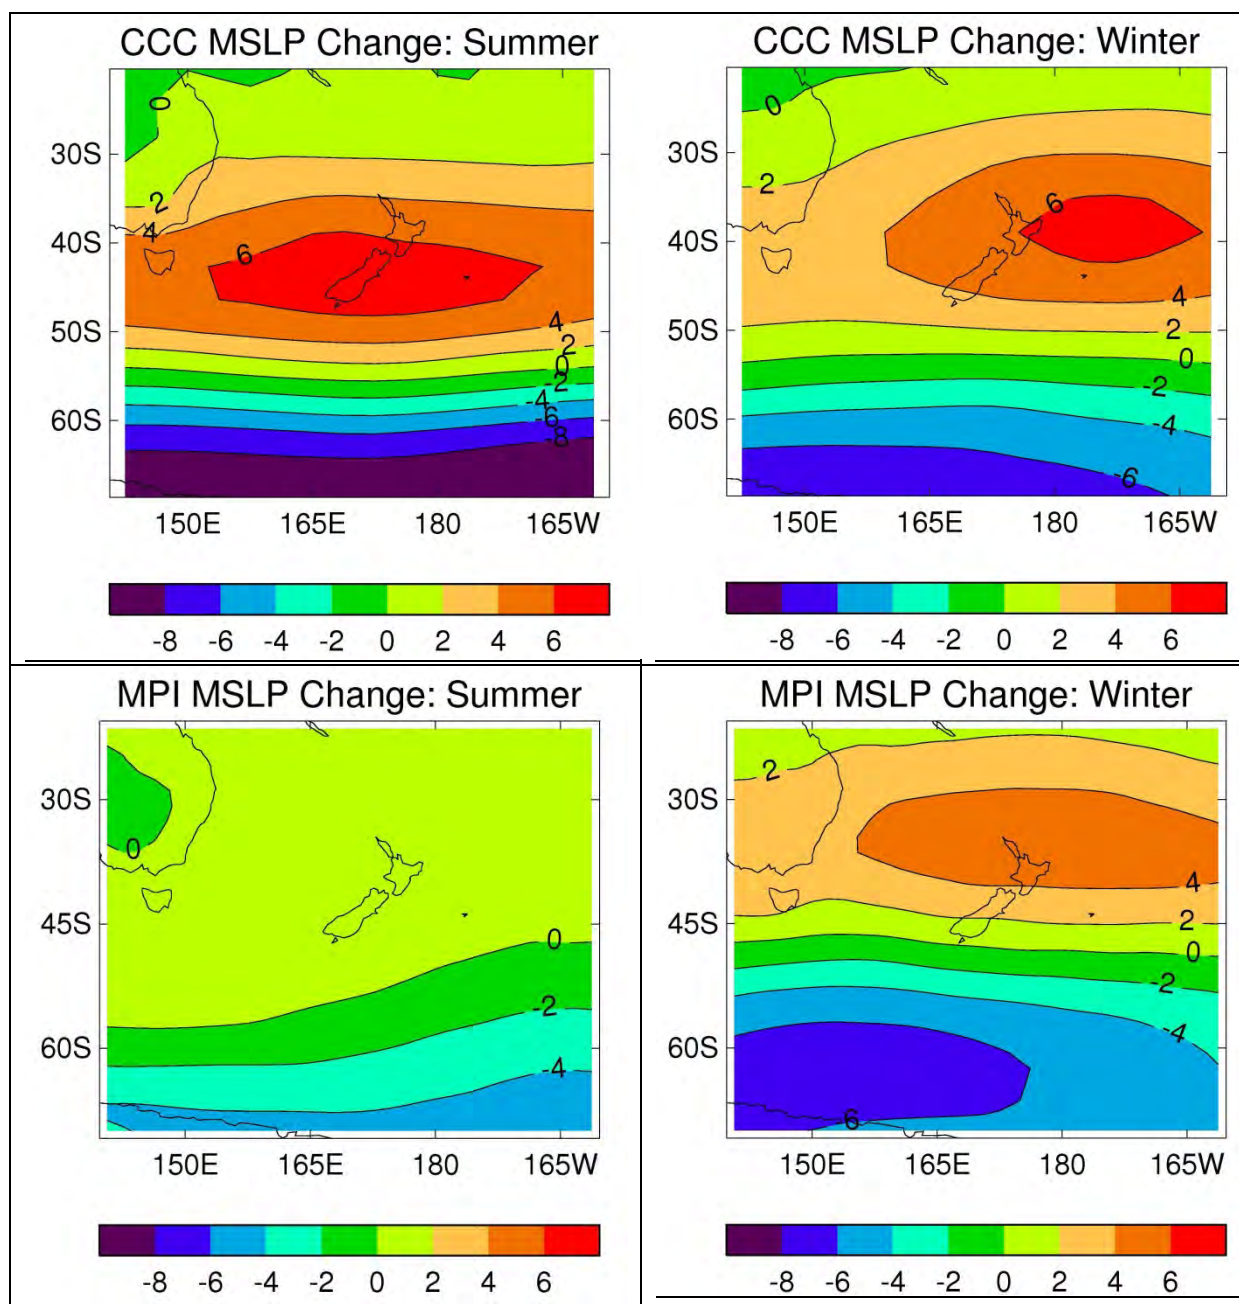 CCC MSLP Change: Summer
0
2
4
6
4
2
0
-2
-4
-6
-8
30S
40S
50S
60S
150E 165E 180 165W
-8 -6 -4 -2 0 2 4 6
CCC MSLP Change: Winter
0
2
6
4
2
0
-2
-4
-6
30S
40S
50S
60S
150E 165E 180 165W
-8 -6 -4 -2 0 2 4 6
MPI MSLP Change: Summer
0
0
-2
-4
30S
45S
60S
150E 165E 180 165W
-8 -6 -4 -2 0 2 4 6
MPI MSLP Change: Winter
2
4
2
0
-2
-4
6
30S
45S
60S
150E 165E 180 165W
-8 -6 -4 -2 0 2 4 6